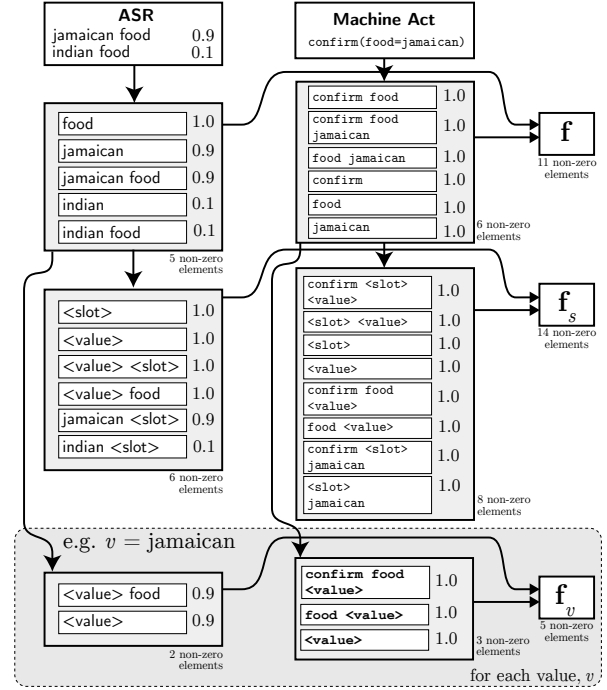 ASR
jamaican food 0.9
indian food 0.1
Machine Act
confirm(food=jamaican)
food 1.0
jamaican 0.9
jamaican food 0.9
indian 0.1
indian food 0.1
5 non-zero
elements
confirm food 1.0
confirm food
jamaican 1.0
food jamaican 1.0
confirm 1.0
food 1.0
jamaican 1.0
6 non-zero
elements
f
11 non-zero
elements
<slot> 1.0
<value> 1.0
<value> <slot> 1.0
<value> food 1.0
jamaican <slot> 0.9
indian <slot> 0.1
6 non-zero
elements
confirm <slot>
<value> 1.0
<slot> <value> 1.0
<slot> 1.0
<value> 1.0
confirm food
<value> 1.0
food <value> 1.0
confirm <slot>
jamaican 1.0
<slot>
jamaican 1.0
8 non-zero
elements
f s
14 non-zero
elements
e.g. v = jamaican
<value> food 0.9
<value> 0.9
2 non-zero
elements
confirm food
<value> 1.0
food <value> 1.0
<value> 1.0
3 non-zero
elements
f v
5 non-zero
elements
for each value, v